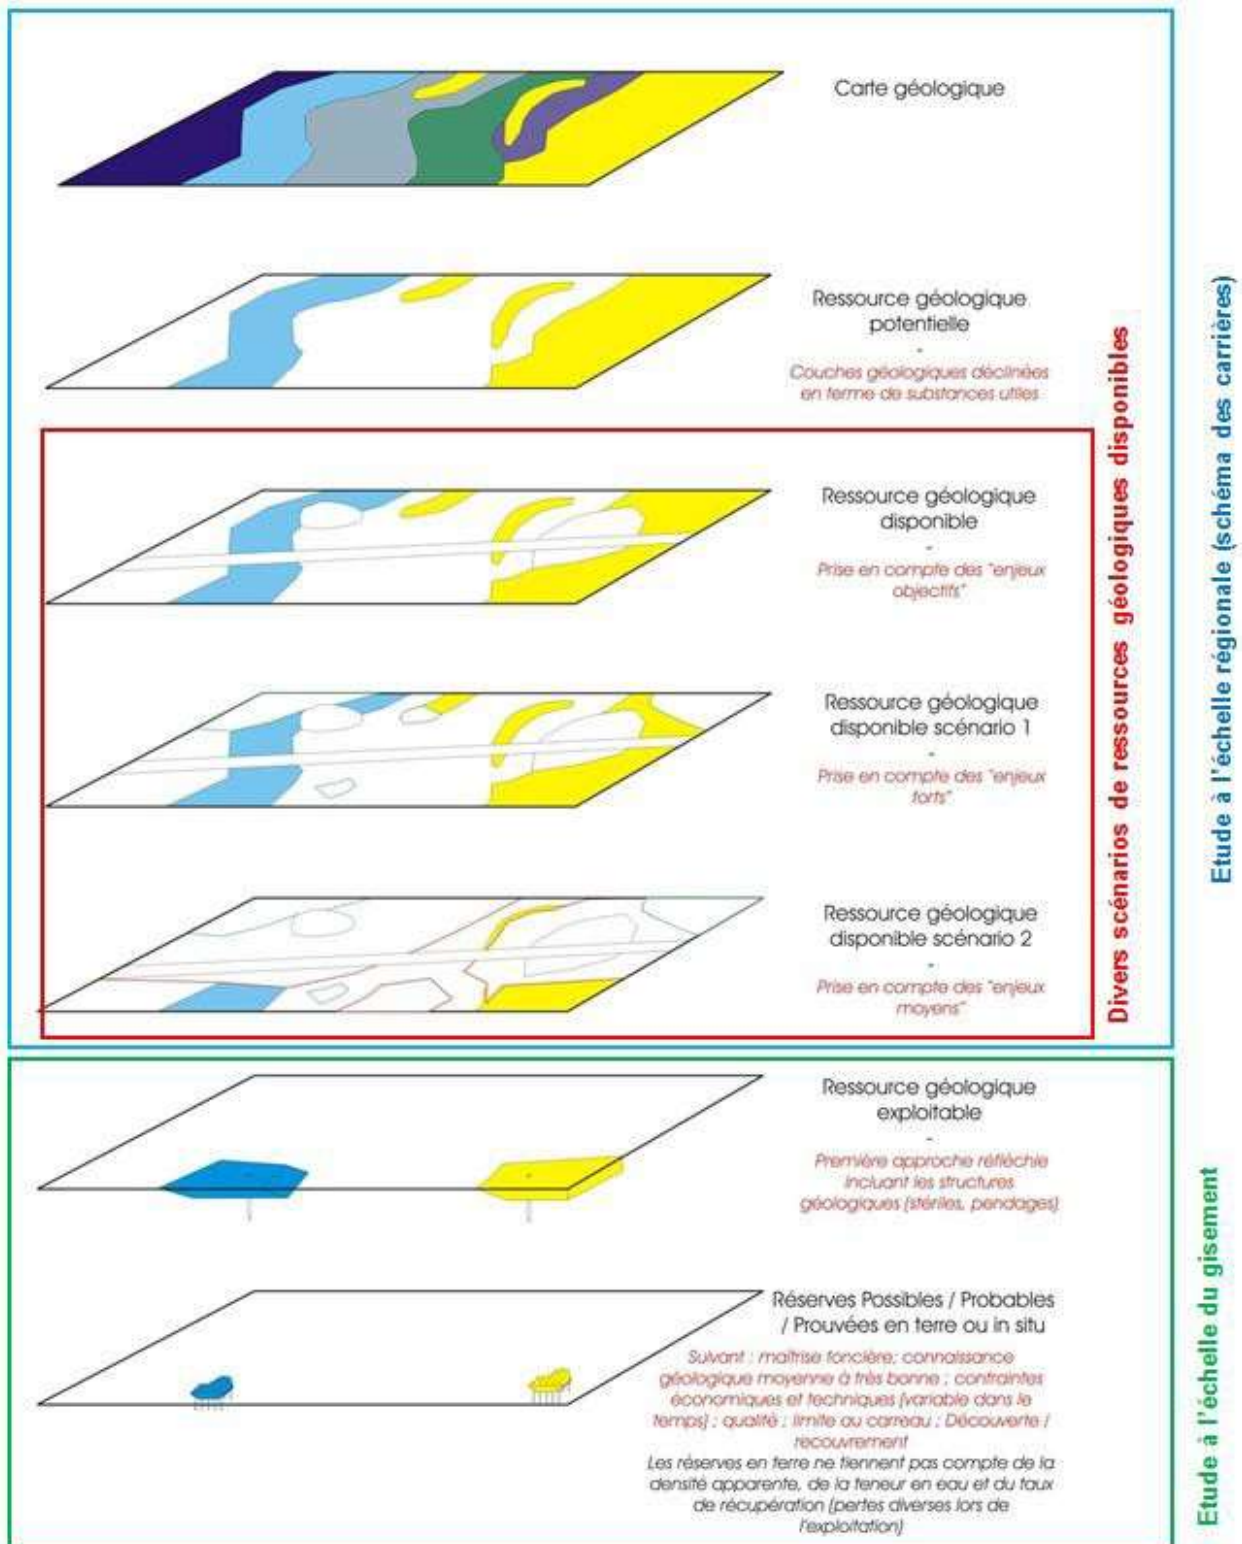 Carte géologique
Ressource géologique
potentielle
-
Couches géologiques déclinées
en terme de substances utiles
Ressource géologique
disponible
-
Prise en compte des "enjeux
objectifs"
Ressource géologique
disponible scénario 1
-
Prise en compte des "enjeux
forts"
Ressource géologique
disponible scénario 2
-
Prise en compte des "enjeux
moyens"
Divers scénarios de ressources géologiques disponibles
Etude à l'échelle régionale (schéma des carrières)
Ressource géologique
exploitable
-
Première approche réfléchie
incluant les structures
géologiques (stériles, pendages)
Réserves Possibles / Probables
/ Prouvées en terre ou in situ
Suivant : maîtrise foncière; connaissance
géologique moyenne à très bonne ; contraintes
économiques et techniques (variable dans le
temps) ; qualité ; limite au carreau ; Découverte /
recouvrement
Les réserves en terre ne tiennent pas compte de la
densité apparente, de la teneur en eau et du taux
de récupération (pertes diverses lors de
l'exploitation)
Etude à l'échelle du gisement